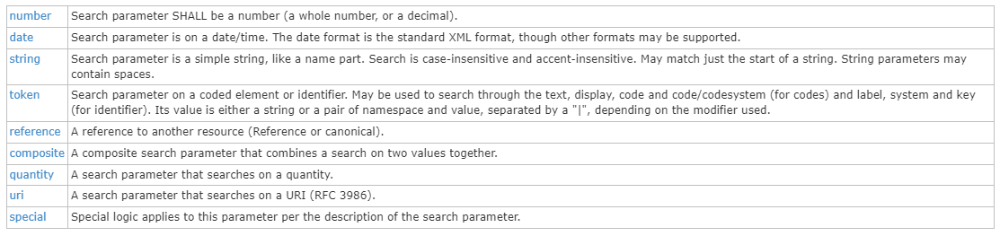 number Search parameter SHALL be a number (a whole number, or a decimal).
date Search parameter is on a date/time. The date format is the standard XML format, though other formats may be supported.
string Search parameter is a simple string, like a name part. Search is case-insensitive and accent-insensitive. May match just the start of a string. String parameters may
contain spaces.
token Search parameter on a coded element or identifier. May be used to search through the text, display, code and code/codesystem (for codes) and label, system and key
(for identifier). Its value is either a string or a pair of namespace and value, separated by a "|", depending on the modifier used.
reference A reference to another resource (Reference or canonical).
composite A composite search parameter that combines a search on two values together.
quantity A search parameter that searches on a quantity.
uri A search parameter that searches on a URI (RFC 3986).
special Special logic applies to this parameter per the description of the search parameter.